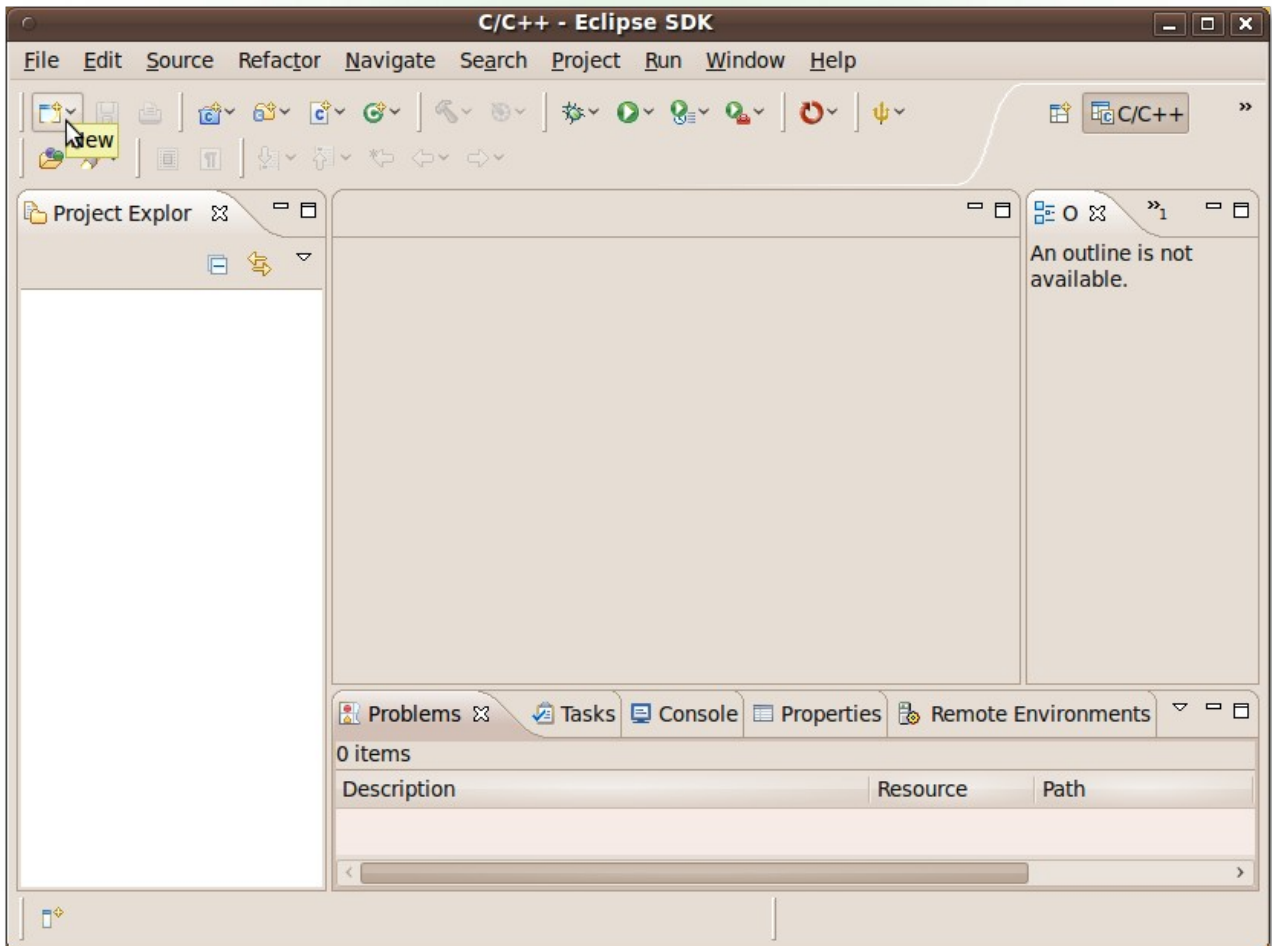 C/C++ - Eclipse SDK
File Edit Source Refactor Navigate Search Project Run Window Help
C/C++ »
New
Project Explor
O »1
An outline is not
available.
Problems Tasks Console Properties Remote Environments
0 items
Description Resource Path